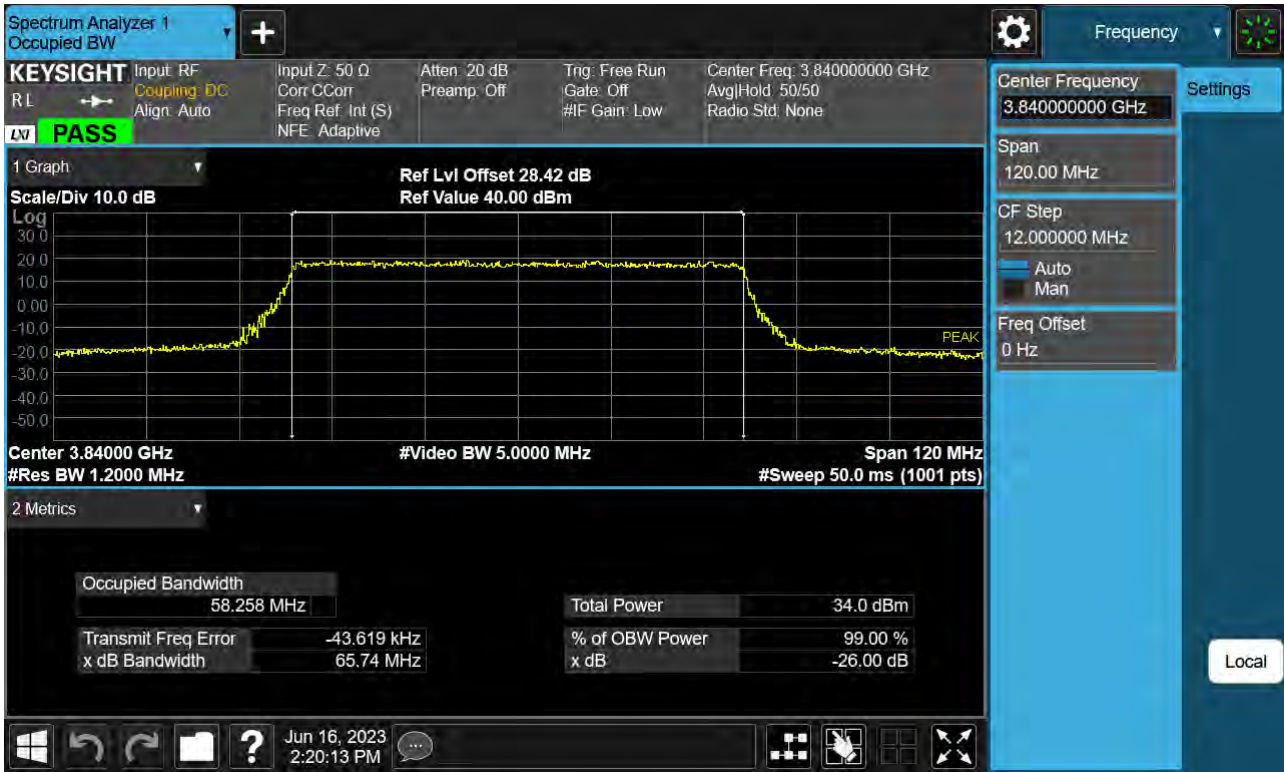 Spectrum Analyzer 1
Occupied BW
+
Frequency
KEYSIGHT
RL
LXI
PASS
Input: RF
Coupling: DC
Align: Auto
Input Z: 50 Ω
Corr CCorr
Freq Ref: Int (S)
NFE: Adaptive
Atten: 20 dB
Preamp: Off
Trig: Free Run
Gate: Off
#IF Gain: Low
Center Freq: 3.840000000 GHz
Avg|Hold: 50/50
Radio Std: None
1 Graph
Scale/Div 10.0 dB
Ref Lvl Offset 28.42 dB
Ref Value 40.00 dBm
Log
30.0
20.0
10.0
0.00
-10.0
-20.0
-30.0
-40.0
-50.0
PEAK
Center 3.84000 GHz
#Video BW 5.0000 MHz
Span 120 MHz
#Res BW 1.2000 MHz
#Sweep 50.0 ms (1001 pts)
2 Metrics
Occupied Bandwidth
58.258 MHz
Total Power 34.0 dBm
Transmit Freq Error -43.619 kHz
% of OBW Power 99.00 %
x dB Bandwidth 65.74 MHz
x dB -26.00 dB
Center Frequency
3.840000000 GHz
Span
120.00 MHz
CF Step
12.000000 MHz
Auto
Man
Freq Offset
0 Hz
Settings
Local
?
Jun 16, 2023
2:20:13 PM